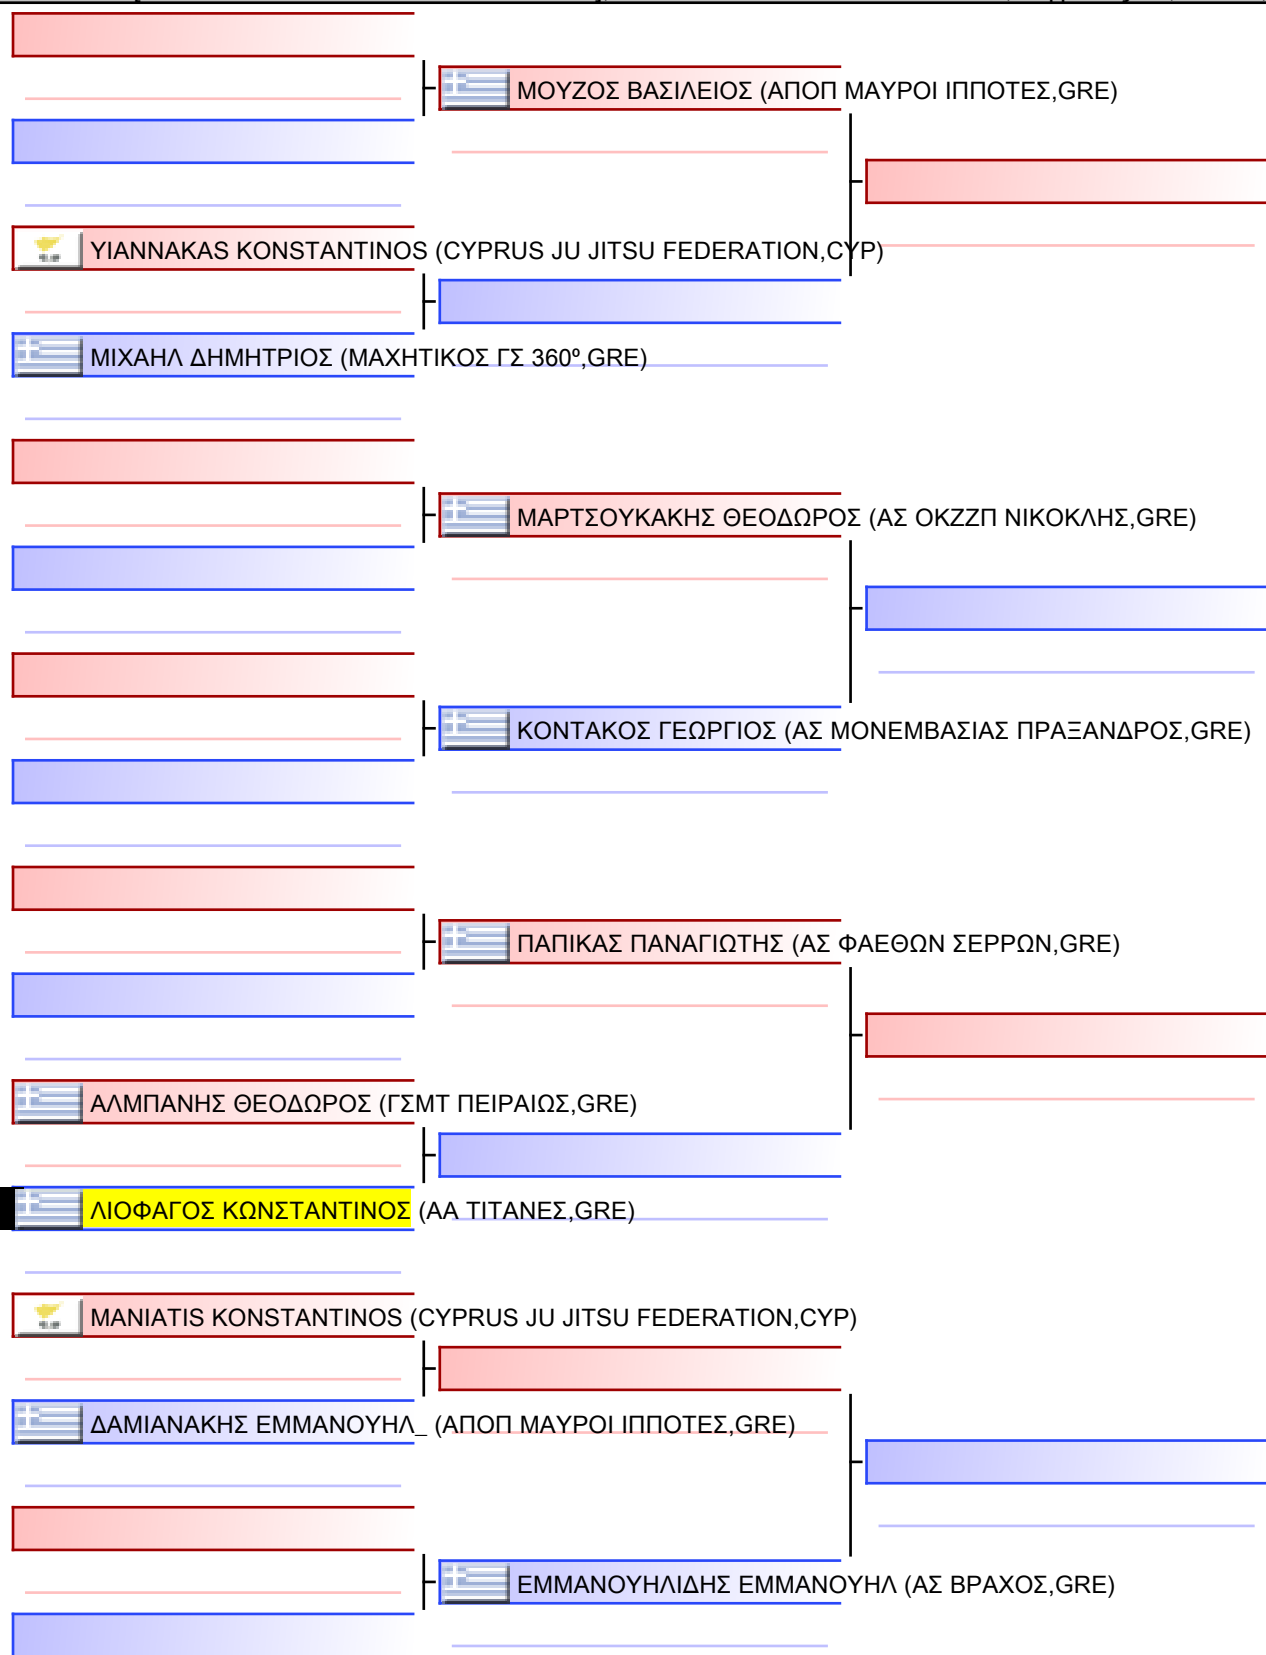 ΜΟΥΖΟΣ ΒΑΣΙΛΕΙΟΣ (ΑΠΟΠ ΜΑΥΡΟΙ ΙΠΠΟΤΕΣ,GRE)
YIANNAKAS KONSTANTINOS (CYPRUS JU JITSU FEDERATION,CYP)
ΜΙΧΑΗΛ ΔΗΜΗΤΡΙΟΣ (ΜΑΧΗΤΙΚΟΣ ΓΣ 360º,GRE)
ΜΑΡΤΣΟΥΚΑΚΗΣ ΘΕΟΔΩΡΟΣ (ΑΣ ΟΚΖΖΠ ΝΙΚΟΚΛΗΣ,GRE)
ΚΟΝΤΑΚΟΣ ΓΕΩΡΓΙΟΣ (ΑΣ ΜΟΝΕΜΒΑΣΙΑΣ ΠΡΑΞΑΝΔΡΟΣ,GRE)
ΠΑΠΙΚΑΣ ΠΑΝΑΓΙΩΤΗΣ (ΑΣ ΦΑΕΘΩΝ ΣΕΡΡΩΝ,GRE)
ΑΛΜΠΑΝΗΣ ΘΕΟΔΩΡΟΣ (ΓΣΜΤ ΠΕΙΡΑΙΩΣ,GRE)
ΛΙΟΦΑΓΟΣ ΚΩΝΣΤΑΝΤΙΝΟΣ (ΑΑ ΤΙΤΑΝΕΣ,GRE)
MANIATIS KONSTANTINOS (CYPRUS JU JITSU FEDERATION,CYP)
ΔΑΜΙΑΝΑΚΗΣ ΕΜΜΑΝΟΥΗΛ_ (ΑΠΟΠ ΜΑΥΡΟΙ ΙΠΠΟΤΕΣ,GRE)
ΕΜΜΑΝΟΥΗΛΙΔΗΣ ΕΜΜΑΝΟΥΗΛ (ΑΣ ΒΡΑΧΟΣ,GRE)